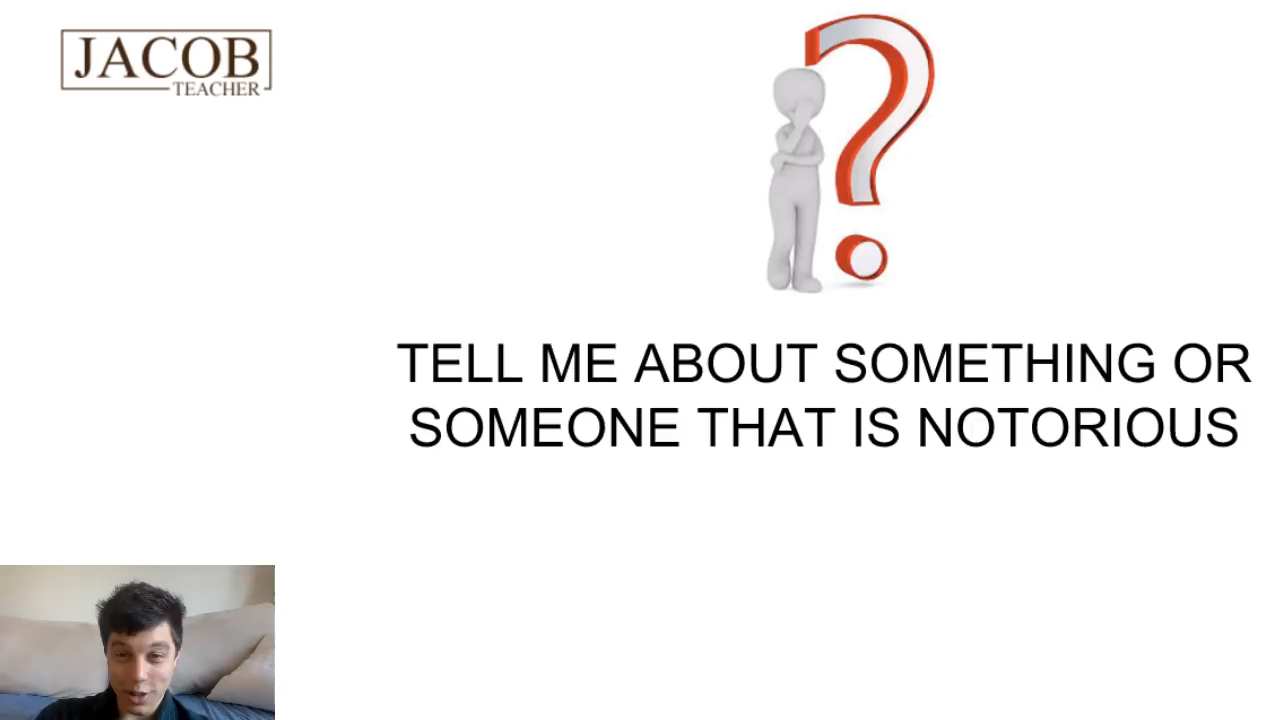 JACOB
TEACHER
TELL ME ABOUT SOMETHING OR
SOMEONE THAT IS NOTORIOUS